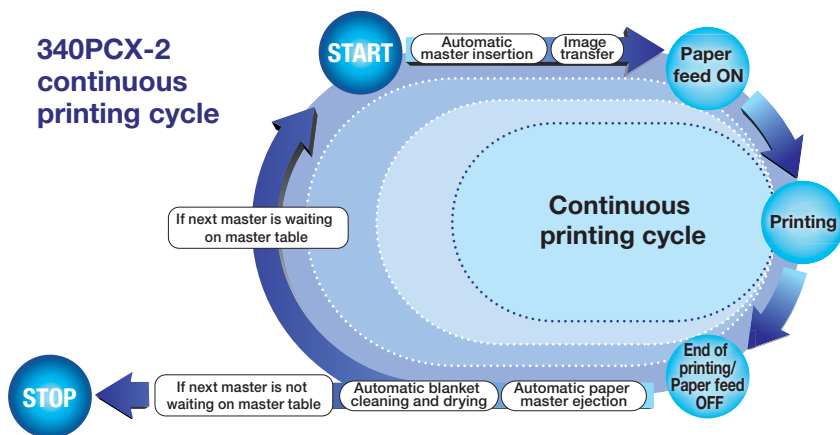 340PCX-2
continuous
printing cycle
START
Automatic
master insertion
Image
transfer
Paper
feed ON
Printing
Continuous
printing cycle
If next master is waiting
on master table
End of
printing/
Paper feed
OFF
Automatic paper
master ejection
Automatic blanket
cleaning and drying
If next master is not
waiting on master table
STOP